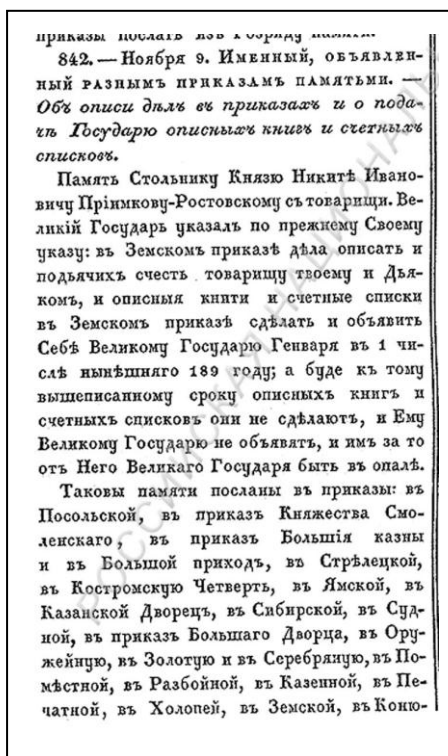 приказы послать изъ Розряду памяти.
842. — Ноября 9. Именный, объявлен-
ный разнымъ приказамъ памятьми. —
Объ описи дѣлъ въ приказахъ и о пода-
чѣ Государю описныхъ книгъ и счетныхъ
списковъ.
Память Стольнику Князю Никитѣ Ивано-
вичу Пріимкову-Ростовскому съ товарищи. Ве-
ликій Государь указалъ по прежнему Своему
указу: въ Земскомъ приказѣ дѣла описать и
подьячихъ счесть товарищу твоему и Дья-
комъ, и описныя книги и счетные списки
въ Земскомъ приказѣ сдѣлать и объявить
Себѣ Великому Государю Генваря въ 1 чи-
слѣ нынѣшняго 189 году; а буде къ тому
вышеписанному сроку описныхъ книгъ и
счетныхъ списковъ они не сдѣлаютъ, и Ему
Великому Государю не объявятъ, и имъ за то
отъ Него Великаго Государя быть въ опалѣ.
Таковы памяти посланы въ приказы: въ
Посольской, въ приказъ Княжества Смо-
ленскаго, въ приказъ Большія казны
и въ Большой приходъ, въ Стрѣлецкой,
въ Костромскую Четверть, въ Ямской, въ
Казанской Дворецъ, въ Сибирской, въ Суд-
ной, въ приказъ Большаго Дворца, въ Ору-
жейную, въ Золотую и въ Серебряную, въ По-
мѣстной, въ Разбойной, въ Казенной, въ Пе-
чатной, въ Холопей, въ Земской, въ Коню-
РОССИЙСКАЯ НАЦИОНАЛЬ